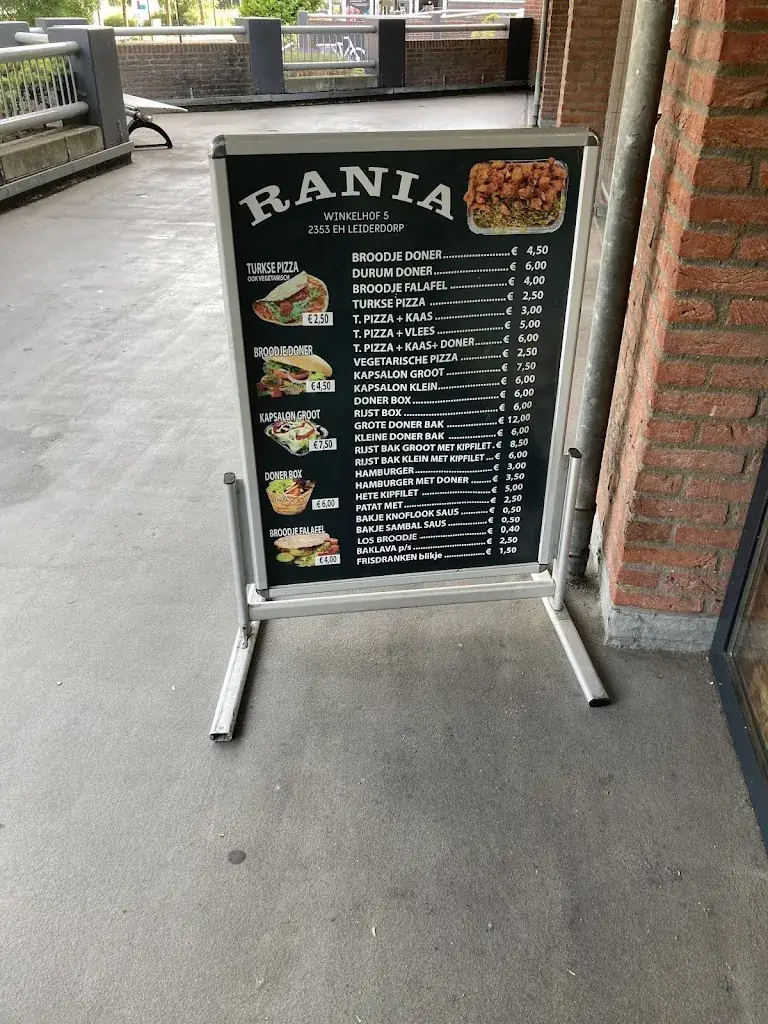 RANIA
WINKELHOF 5
2353 EH LEIDERDORP
TURKSE PIZZA
OOK VEGETARISCH
€ 2,50
BROODJE DONER
€ 4,50
KAPSALON GROOT
€ 7,50
DONER BOX
€ 6,00
BROODJE FALAFEL
€ 4,00
BROODJE DONER € 4,50
DURUM DONER € 6,00
BROODJE FALAFEL € 4,00
TURKSE PIZZA € 2,50
T. PIZZA + KAAS € 3,00
T. PIZZA + VLEES € 5,00
T. PIZZA + KAAS+ DONER € 6,00
VEGETARISCHE PIZZA € 2,50
KAPSALON GROOT € 7,50
KAPSALON KLEIN € 6,00
DONER BOX € 6,00
RIJST BOX € 6,00
GROTE DONER BAK € 12,00
KLEINE DONER BAK € 6,00
RIJST BAK GROOT MET KIPFILET € 8,50
RIJST BAK KLEIN MET KIPFILET € 6,00
HAMBURGER € 3,00
HAMBURGER MET DONER € 3,50
HETE KIPFILET € 5,00
PATAT MET € 2,50
BAKJE KNOFLOOK SAUS € 0,50
BAKJE SAMBAL SAUS € 0,50
LOS BROODJE € 0,40
BAKLAVA p/s € 2,50
FRISDRANKEN blikje € 1,50